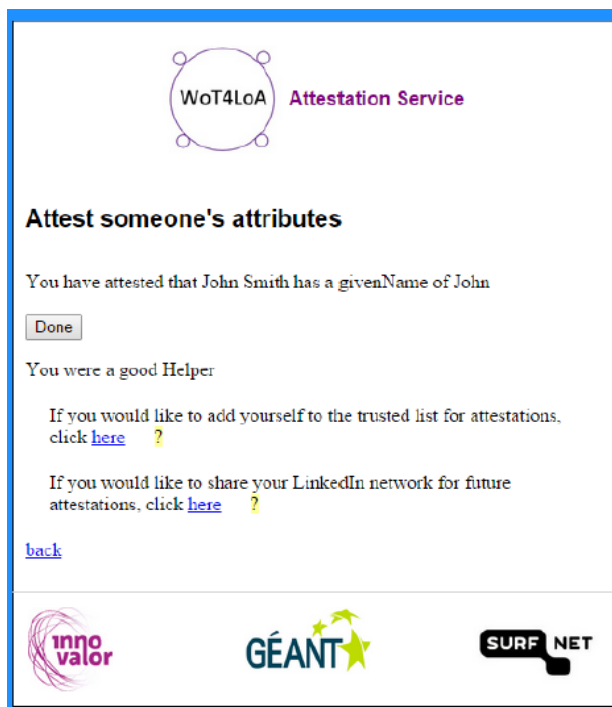 WoT4LoA Attestation Service
Attest someone's attributes
You have attested that John Smith has a givenName of John
Done
You were a good Helper
If you would like to add yourself to the trusted list for attestations,
click here ?
If you would like to share your LinkedIn network for future
attestations, click here ?
back
inno
valor
GÉANT
SURF NET